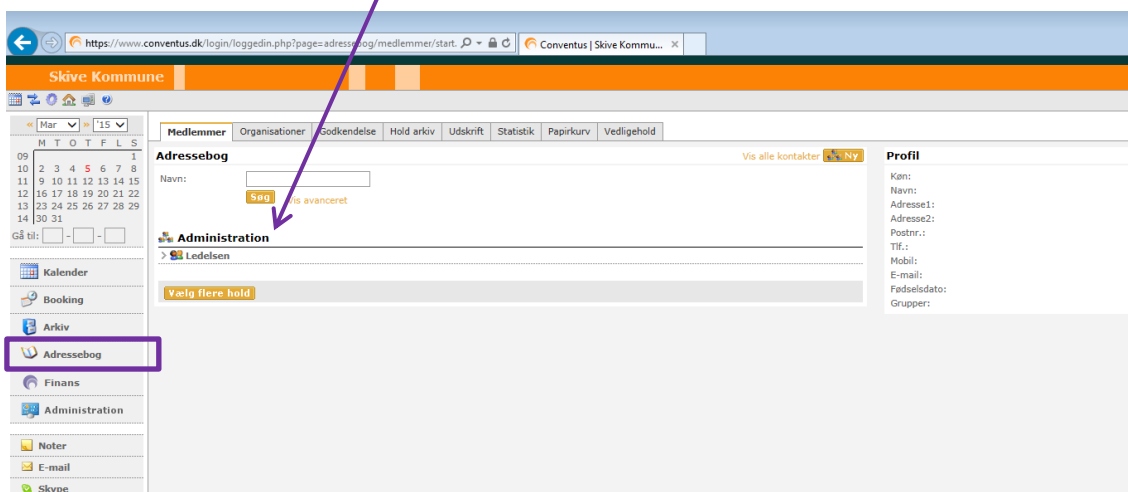 https://www.conventus.dk/login/loggedin.php?page=adressebog/medlemmer/start.
Conventus | Skive Kommu...
Skive Kommune
« Mar » '15
M T O T F L S
09 1
10 2 3 4 5 6 7 8
11 9 10 11 12 13 14 15
12 16 17 18 19 20 21 22
13 23 24 25 26 27 28 29
14 30 31
Gå til: - -
Kalender
Booking
Arkiv
Adressebog
Finans
Administration
Noter
E-mail
Skype
Medlemmer Organisationer Godkendelse Hold arkiv Udskrift Statistik Papirkurv Vedligehold
Adressebog
Vis alle kontakter Ny
Navn:
Søg Vis avanceret
Administration
> Ledelsen
Vælg flere hold
Profil
Køn:
Navn:
Adresse1:
Adresse2:
Postnr.:
Tlf.:
Mobil:
E-mail:
Fødselsdato:
Grupper: